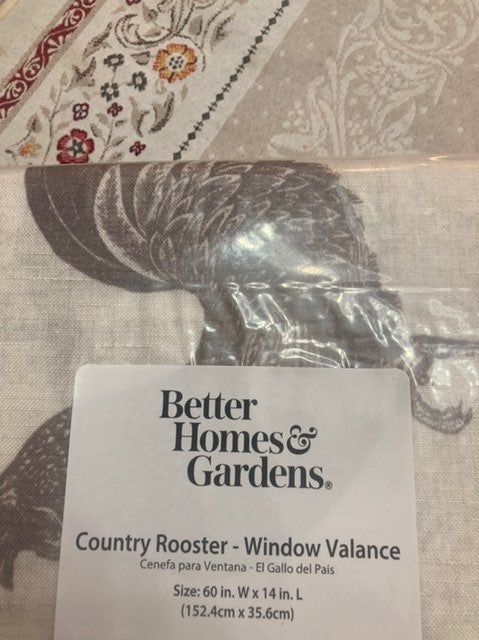 Better
Homes&
Gardens®
Country Rooster - Window Valance
Cenefa para Ventana - El Gallo del Pais
Size: 60 in. W x 14 in. L
(152.4cm x 35.6cm)